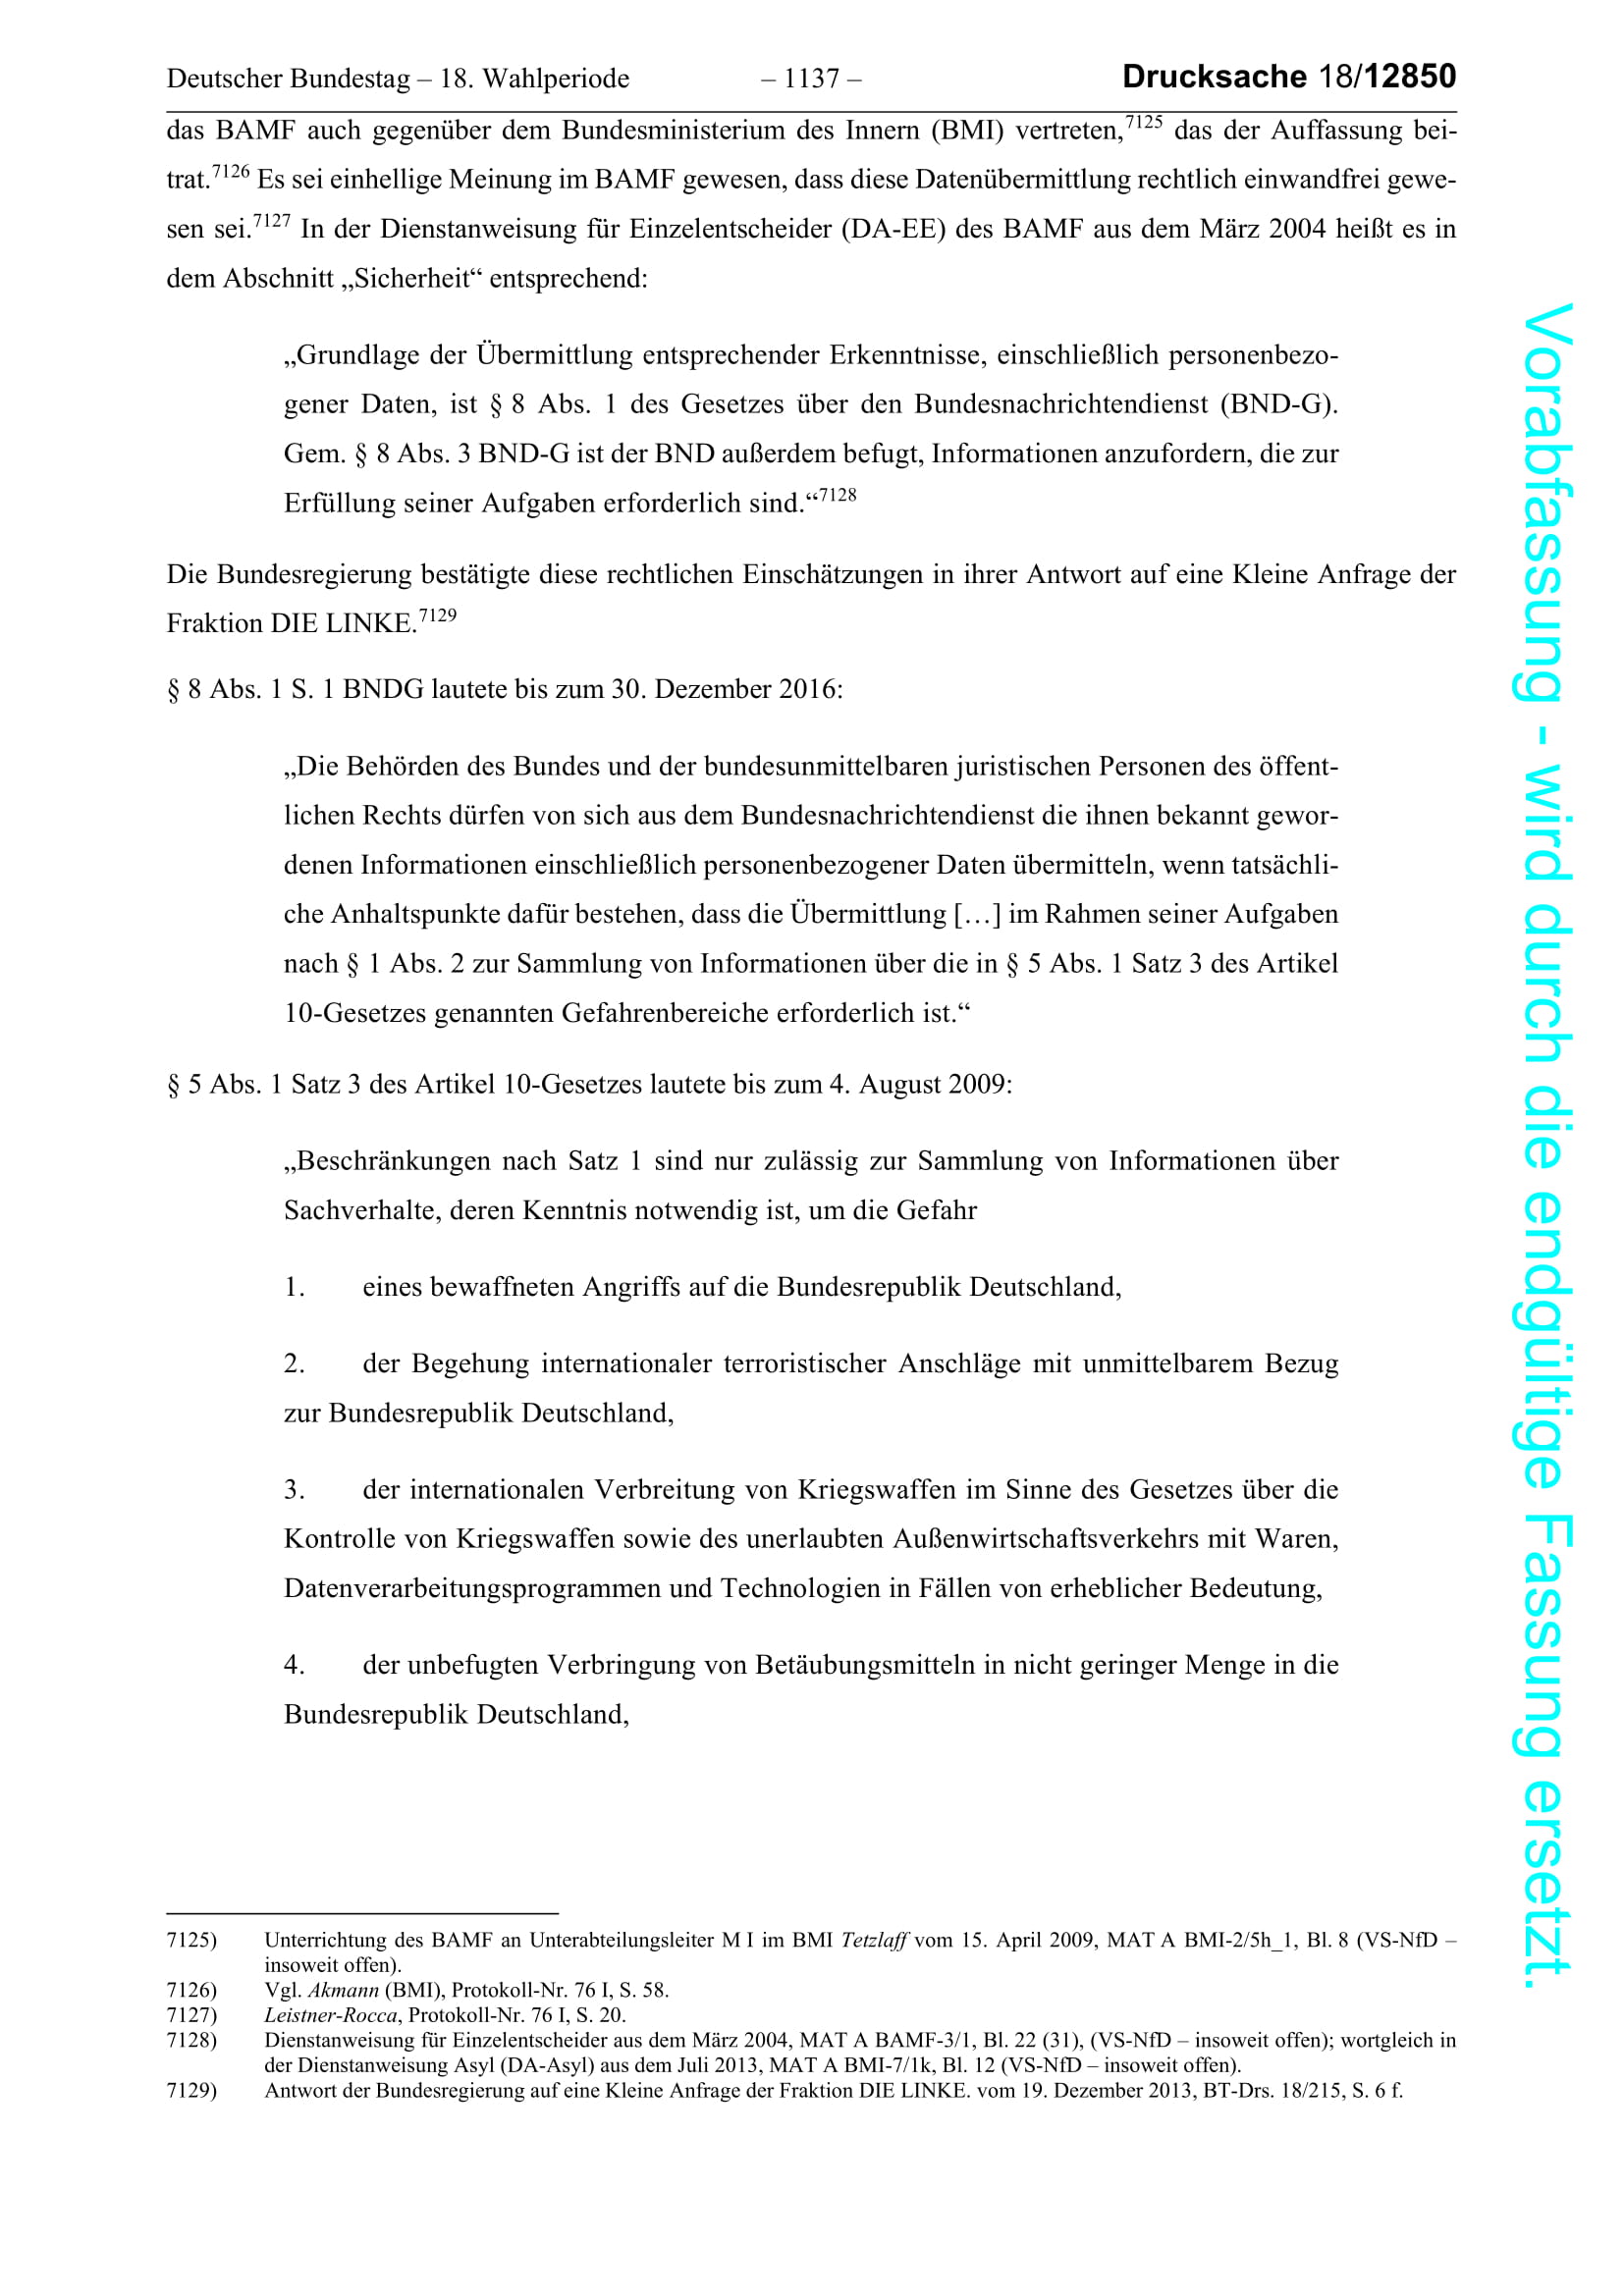 Deutscher Bundestag – 18. Wahlperiode – 1137 – Drucksache 18/12850
das BAMF auch gegenüber dem Bundesministerium des Innern (BMI) vertreten,7125 das der Auffassung bei-
trat.7126 Es sei einhellige Meinung im BAMF gewesen, dass diese Datenübermittlung rechtlich einwandfrei gewe-
sen sei.7127 In der Dienstanweisung für Einzelentscheider (DA-EE) des BAMF aus dem März 2004 heißt es in
dem Abschnitt „Sicherheit“ entsprechend:
„Grundlage der Übermittlung entsprechender Erkenntnisse, einschließlich personenbezo-
gener Daten, ist § 8 Abs. 1 des Gesetzes über den Bundesnachrichtendienst (BND-G).
Gem. § 8 Abs. 3 BND-G ist der BND außerdem befugt, Informationen anzufordern, die zur
Erfüllung seiner Aufgaben erforderlich sind.“7128
Die Bundesregierung bestätigte diese rechtlichen Einschätzungen in ihrer Antwort auf eine Kleine Anfrage der
Fraktion DIE LINKE.7129
§ 8 Abs. 1 S. 1 BNDG lautete bis zum 30. Dezember 2016:
„Die Behörden des Bundes und der bundesunmittelbaren juristischen Personen des öffent-
lichen Rechts dürfen von sich aus dem Bundesnachrichtendienst die ihnen bekannt gewor-
denen Informationen einschließlich personenbezogener Daten übermitteln, wenn tatsächli-
che Anhaltspunkte dafür bestehen, dass die Übermittlung […] im Rahmen seiner Aufgaben
nach § 1 Abs. 2 zur Sammlung von Informationen über die in § 5 Abs. 1 Satz 3 des Artikel
10-Gesetzes genannten Gefahrenbereiche erforderlich ist.“
§ 5 Abs. 1 Satz 3 des Artikel 10-Gesetzes lautete bis zum 4. August 2009:
„Beschränkungen nach Satz 1 sind nur zulässig zur Sammlung von Informationen über
Sachverhalte, deren Kenntnis notwendig ist, um die Gefahr
1. eines bewaffneten Angriffs auf die Bundesrepublik Deutschland,
2. der Begehung internationaler terroristischer Anschläge mit unmittelbarem Bezug
zur Bundesrepublik Deutschland,
3. der internationalen Verbreitung von Kriegswaffen im Sinne des Gesetzes über die
Kontrolle von Kriegswaffen sowie des unerlaubten Außenwirtschaftsverkehrs mit Waren,
Datenverarbeitungsprogrammen und Technologien in Fällen von erheblicher Bedeutung,
4. der unbefugten Verbringung von Betäubungsmitteln in nicht geringer Menge in die
Bundesrepublik Deutschland,
7125) Unterrichtung des BAMF an Unterabteilungsleiter M I im BMI Tetzlaff vom 15. April 2009, MAT A BMI-2/5h_1, Bl. 8 (VS-NfD –
insoweit offen).
7126) Vgl. Akmann (BMI), Protokoll-Nr. 76 I, S. 58.
7127) Leistner-Rocca, Protokoll-Nr. 76 I, S. 20.
7128) Dienstanweisung für Einzelentscheider aus dem März 2004, MAT A BAMF-3/1, Bl. 22 (31), (VS-NfD – insoweit offen); wortgleich in
der Dienstanweisung Asyl (DA-Asyl) aus dem Juli 2013, MAT A BMI-7/1k, Bl. 12 (VS-NfD – insoweit offen).
7129) Antwort der Bundesregierung auf eine Kleine Anfrage der Fraktion DIE LINKE. vom 19. Dezember 2013, BT-Drs. 18/215, S. 6 f.
Vorabfassung - wird durch die endgültige Fassung ersetzt.